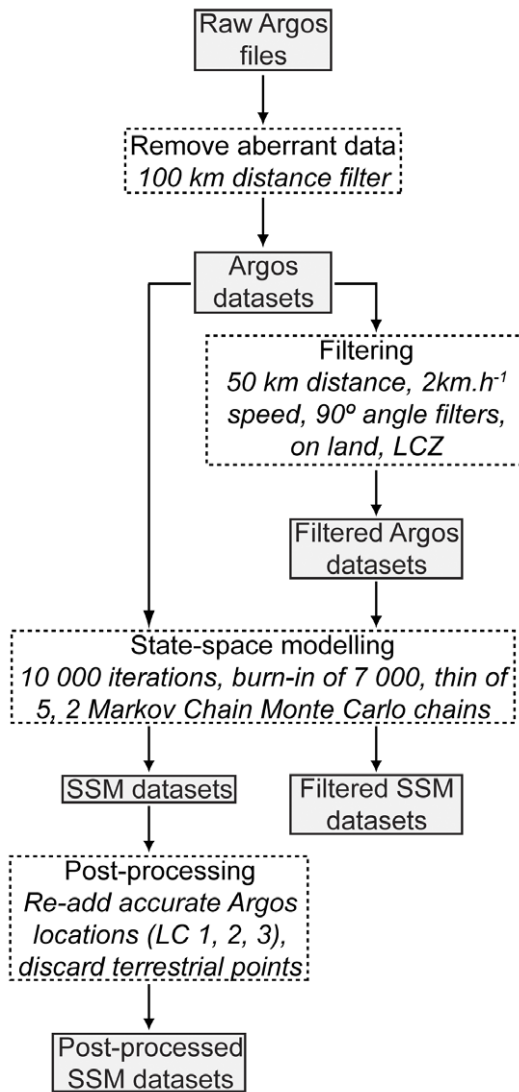 Raw Argos
files
Remove aberrant data
100 km distance filter
Argos
datasets
Filtering
50 km distance, 2km.h⁻¹
speed, 90º angle filters,
on land, LCZ
Filtered Argos
datasets
State-space modelling
10 000 iterations, burn-in of 7 000, thin of
5, 2 Markov Chain Monte Carlo chains
SSM datasets
Filtered SSM
datasets
Post-processing
Re-add accurate Argos
locations (LC 1, 2, 3),
discard terrestrial points
Post-processed
SSM datasets